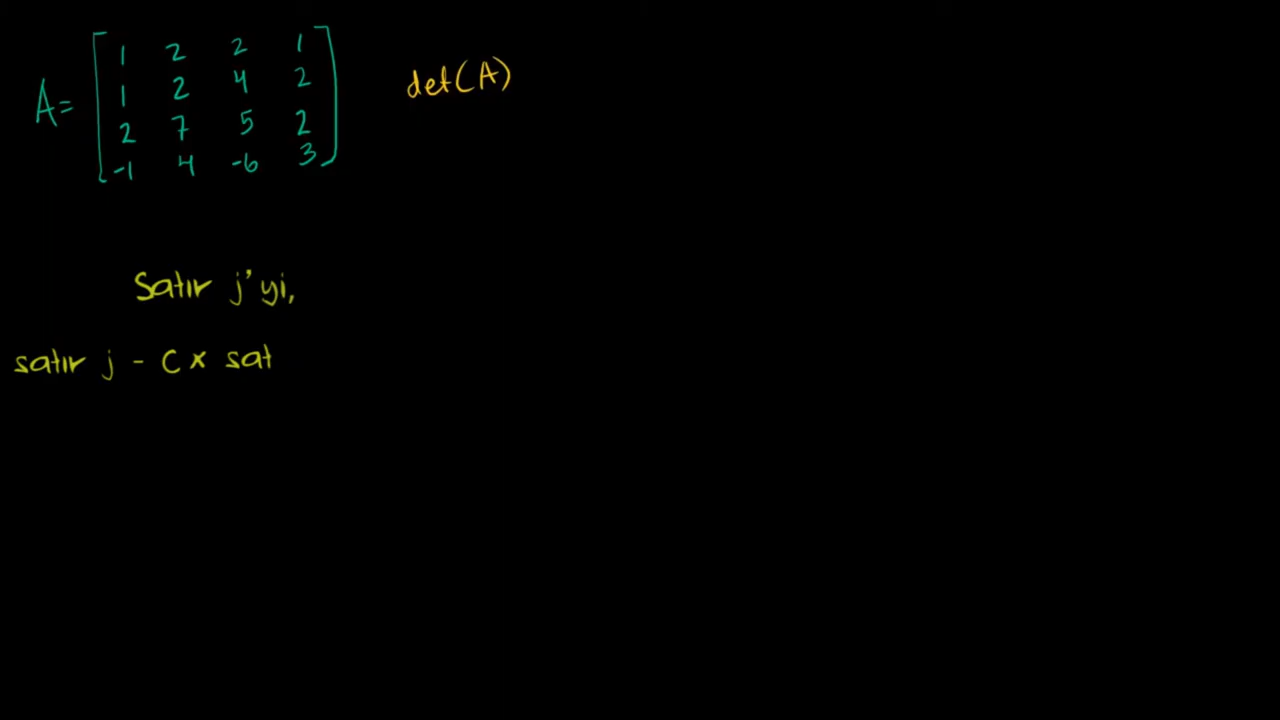 A= [ 1 2 2 1 det(A)
1 2 4 2
2 7 5 2
-1 4 -6 3 ]
Satır j'yi,
satır j - C x sat